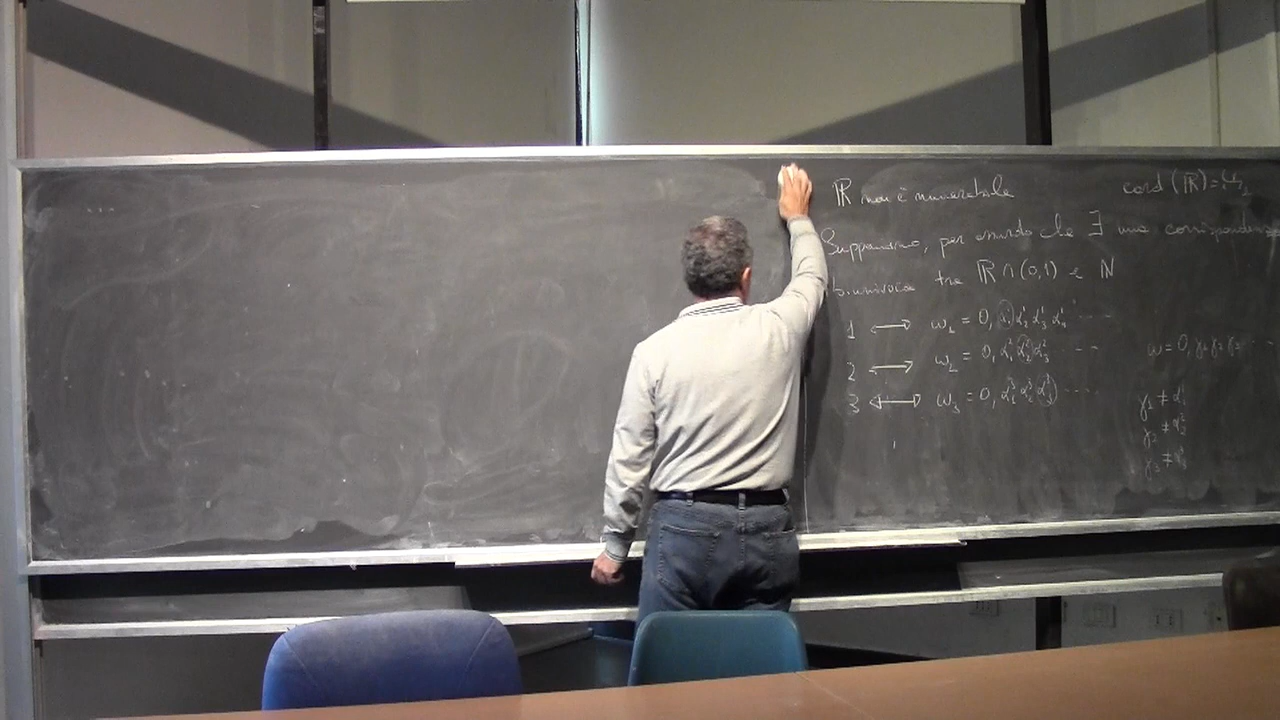 ℝ non è numerabile card (ℝ) =
Supponiamo, per assurdo che ∃ una corrispondenza
biunivoca tra ℝ ∩ (0,1) e ℕ
1 ⟷ ω₁ = 0, α₁¹ α₂¹ α₃¹ α₄¹ ....
2 ⟶ ω₂ = 0, α₁² α₂² α₃² ... ω = 0, γ₁ γ₂ γ₃ ...
3 ⟷ ω₃ = 0, α₁³ α₂³ α₃³ ....
γ₁ ≠ α₁¹
γ₂ ≠ α₂²
γ₃ ≠ α₃³